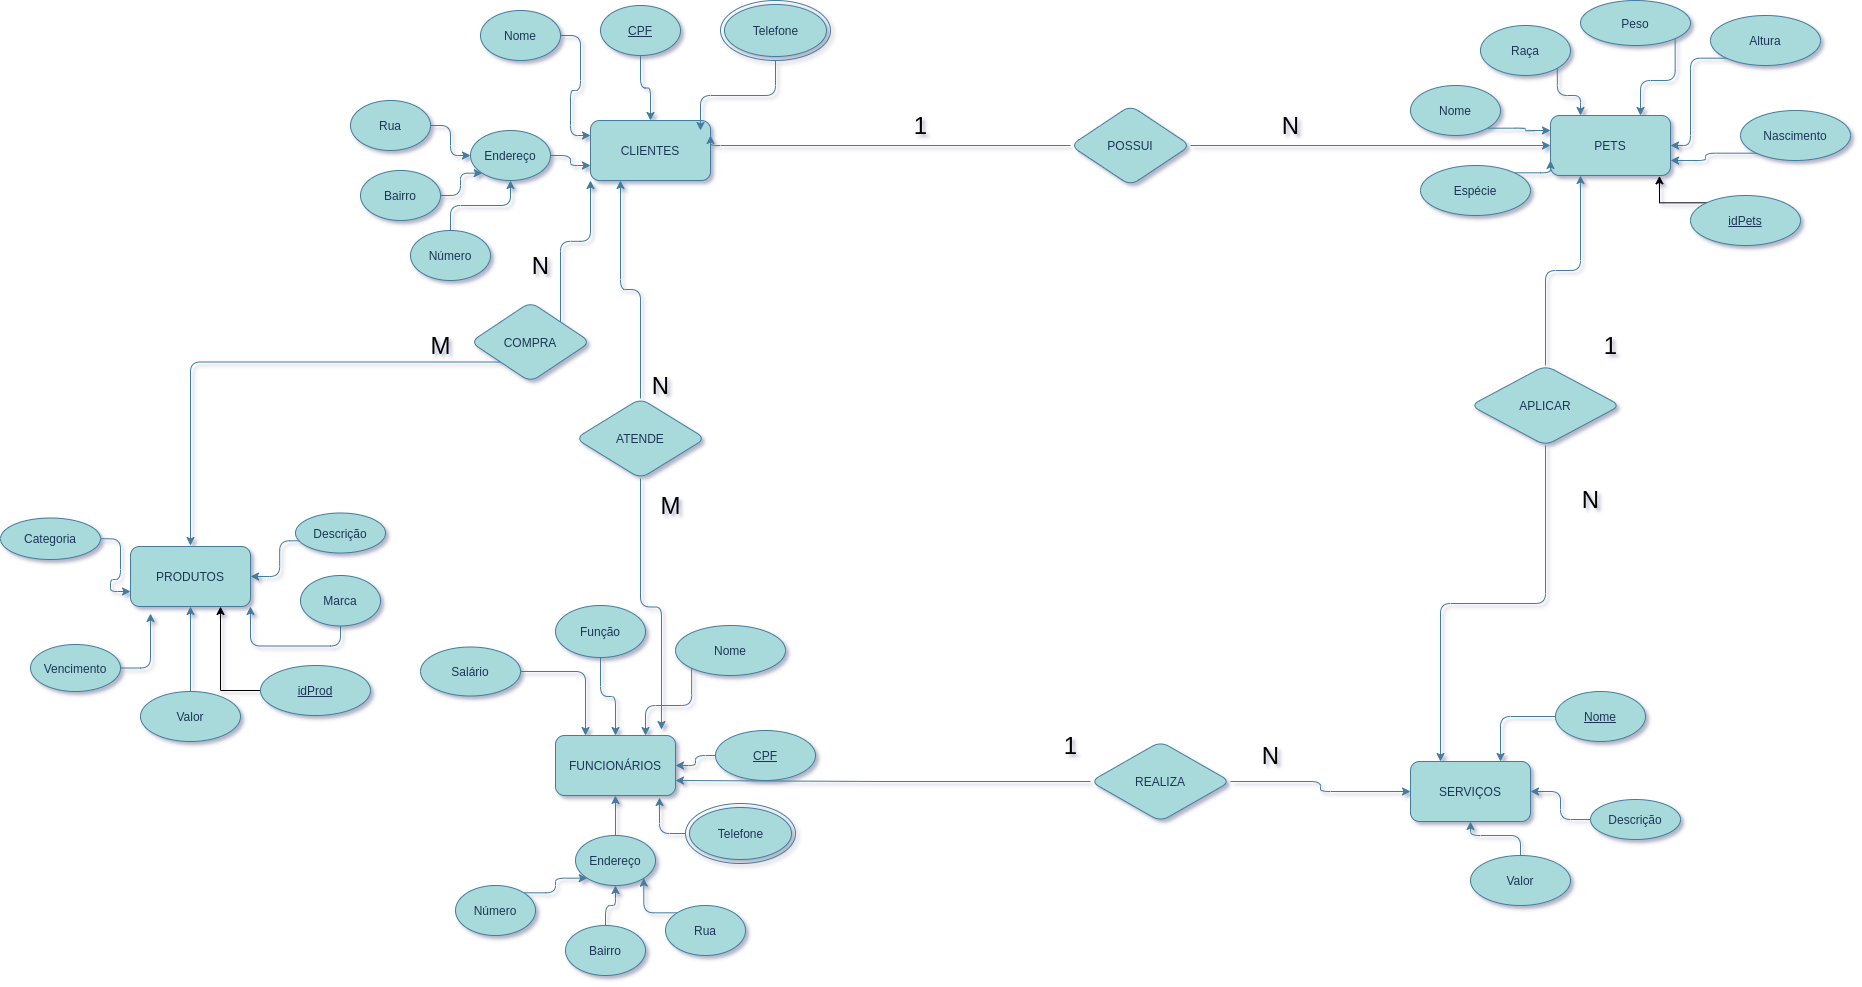 Nome
CPF
Telefone
Rua
Endereço
Bairro
Número
CLIENTES
1
POSSUI
N
Raça
Peso
Altura
Nome
PETS
Nascimento
Espécie
idPets
N
COMPRA
M
N
ATENDE
M
1
APLICAR
N
Categoria
Descrição
PRODUTOS
Marca
Vencimento
Valor
idProd
Função
Nome
Salário
FUNCIONÁRIOS
CPF
Telefone
Endereço
Número
Bairro
Rua
1
REALIZA
N
Nome
SERVIÇOS
Descrição
Valor